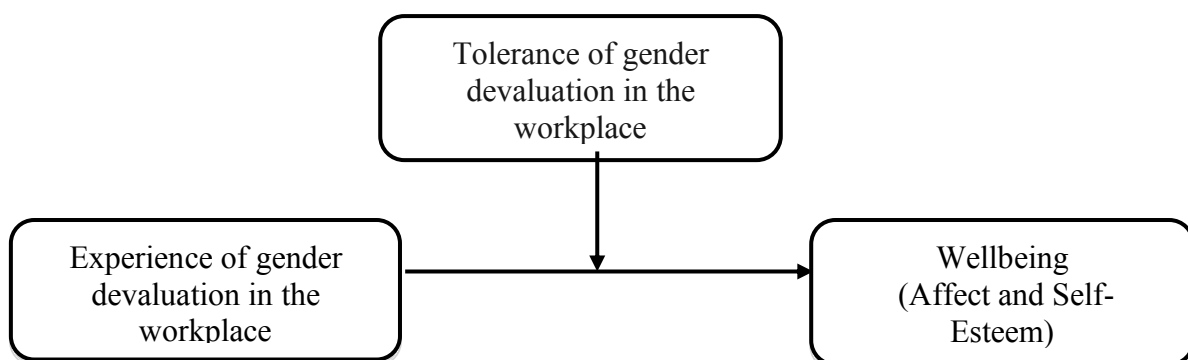 Tolerance of gender
devaluation in the
workplace
Experience of gender
devaluation in the
workplace
Wellbeing
(Affect and Self-
Esteem)